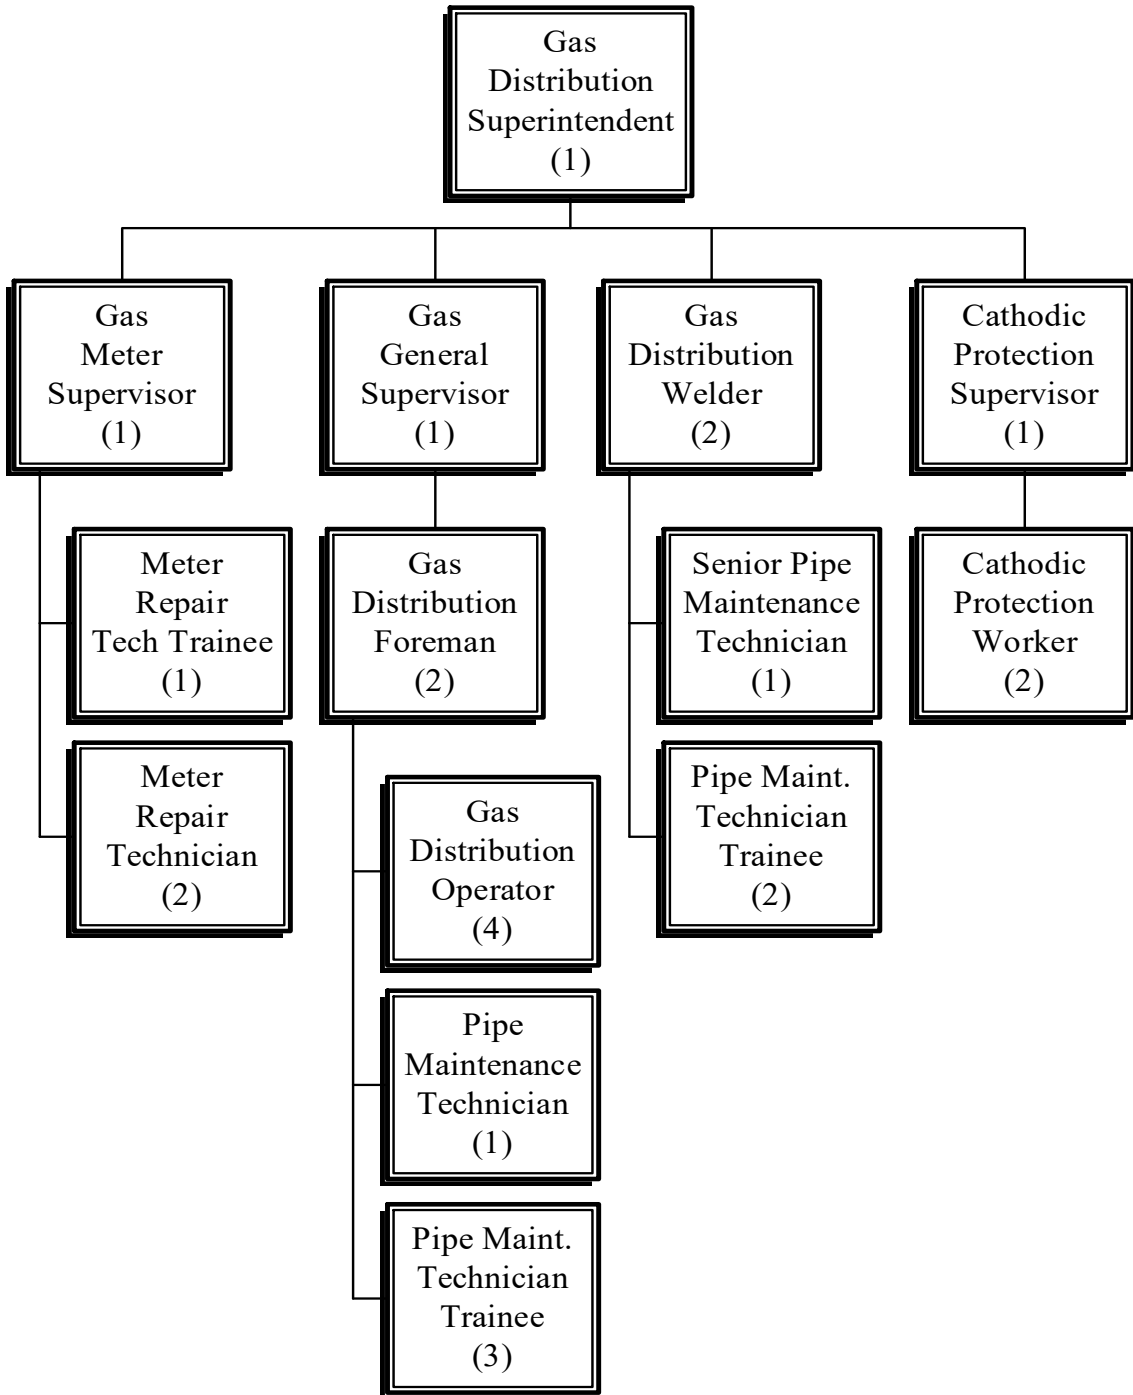 Gas
Distribution
Superintendent
(1)
Gas
Meter
Supervisor
(1)
Gas
General
Supervisor
(1)
Gas
Distribution
Welder
(2)
Cathodic
Protection
Supervisor
(1)
Meter
Repair
Tech Trainee
(1)
Gas
Distribution
Foreman
(2)
Senior Pipe
Maintenance
Technician
(1)
Cathodic
Protection
Worker
(2)
Meter
Repair
Technician
(2)
Gas
Distribution
Operator
(4)
Pipe Maint.
Technician
Trainee
(2)
Pipe
Maintenance
Technician
(1)
Pipe Maint.
Technician
Trainee
(3)